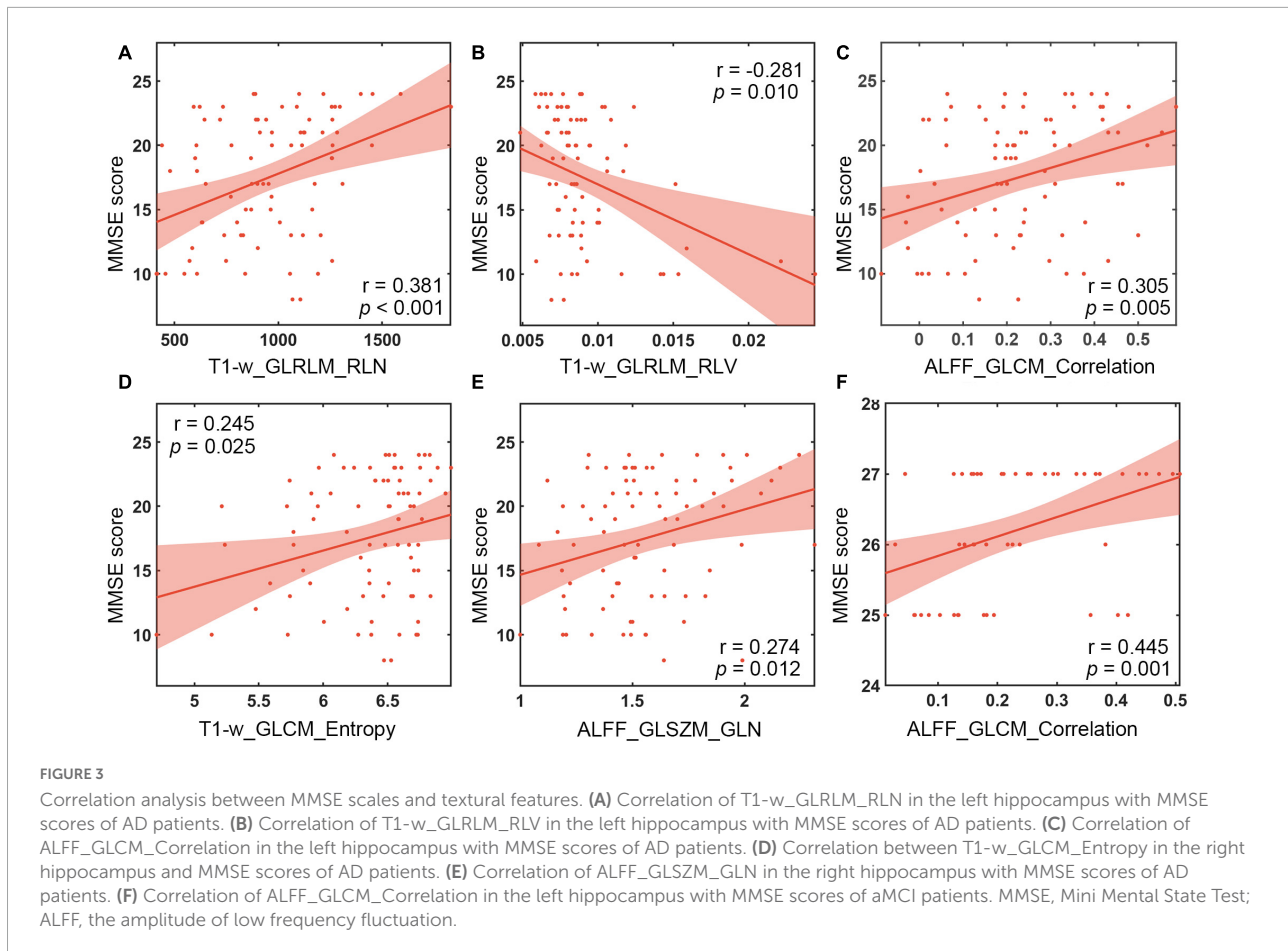 A
B
C
MMSE score
25
20
15
10
r = 0.381
p < 0.001
500
1000
1500
T1-w_GLRLM_RLN
MMSE score
25
20
15
10
r = -0.281
p = 0.010
0.005
0.01
0.015
0.02
T1-w_GLRLM_RLV
MMSE score
25
20
15
10
r = 0.305
p = 0.005
0
0.1
0.2
0.3
0.4
0.5
ALFF_GLCM_Correlation
D
E
F
MMSE score
25
20
15
10
r = 0.245
p = 0.025
5
5.5
6
6.5
T1-w_GLCM_Entropy
MMSE score
25
20
15
10
r = 0.274
p = 0.012
1
1.5
2
ALFF_GLSZM_GLN
MMSE score
28
27
26
25
24
r = 0.445
p = 0.001
0.1
0.2
0.3
0.4
0.5
ALFF_GLCM_Correlation
FIGURE 3
Correlation analysis between MMSE scales and textural features. (A) Correlation of T1-w_GLRLM_RLN in the left hippocampus with MMSE
scores of AD patients. (B) Correlation of T1-w_GLRLM_RLV in the left hippocampus with MMSE scores of AD patients. (C) Correlation of
ALFF_GLCM_Correlation in the left hippocampus with MMSE scores of AD patients. (D) Correlation between T1-w_GLCM_Entropy in the right
hippocampus and MMSE scores of AD patients. (E) Correlation of ALFF_GLSZM_GLN in the right hippocampus with MMSE scores of AD
patients. (F) Correlation of ALFF_GLCM_Correlation in the left hippocampus with MMSE scores of aMCI patients. MMSE, Mini Mental State Test;
ALFF, the amplitude of low frequency fluctuation.